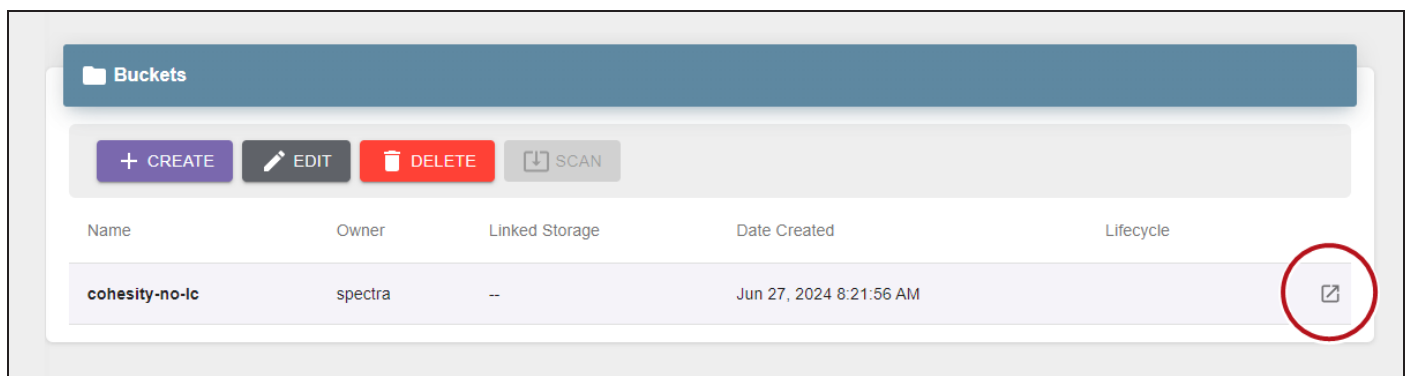 Buckets
CREATE EDIT DELETE SCAN
Name Owner Linked Storage Date Created Lifecycle
cohesity-no-lc spectra -- Jun 27, 2024 8:21:56 AM